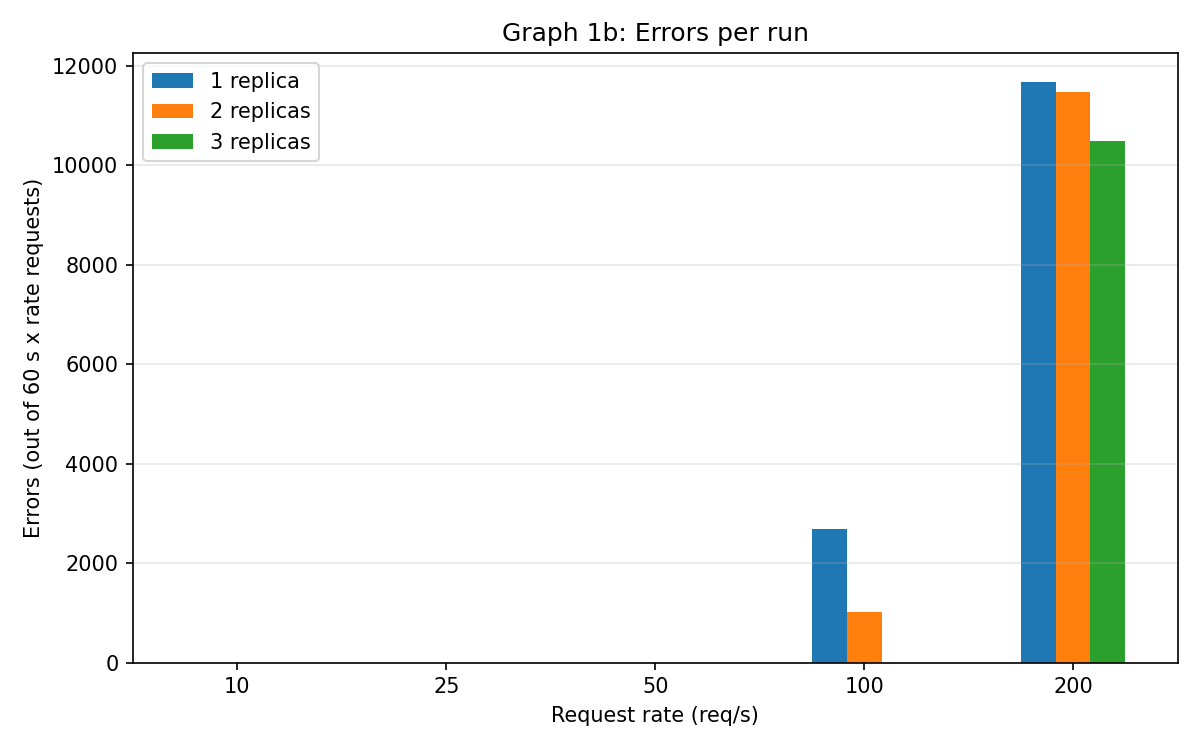 Graph 1b: Errors per run
1 replica
2 replicas
3 replicas
Errors (out of 60 s x rate requests)
12000
10000
8000
6000
4000
2000
0
10 25 50 100 200
Request rate (req/s)